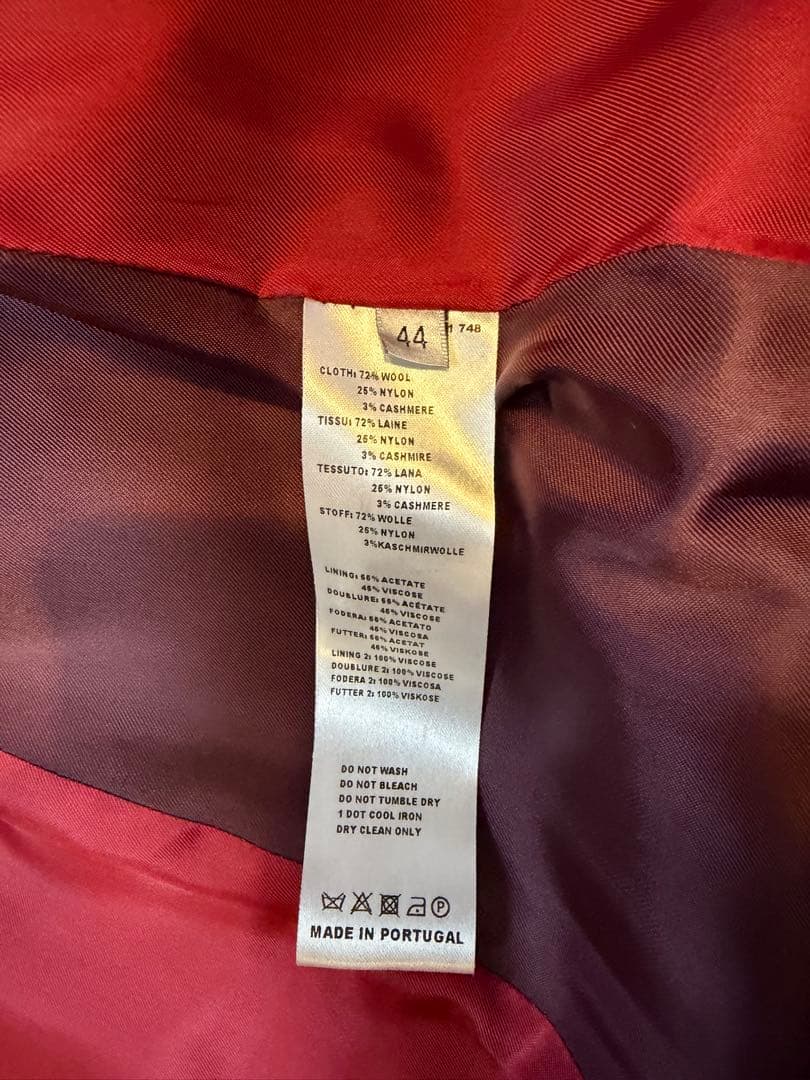 44
1 748
CLOTH: 72% WOOL
25% NYLON
3% CASHMERE
TISSU: 72% LAINE
25% NYLON
3% CASHMIRE
TESSUTO: 72% LANA
25% NYLON
3% CASHMERE
STOFF: 72% WOLLE
25% NYLON
3%KASCHMIRWOLLE
LINING: 55% ACETATE
45% VISCOSE
DOUBLURE: 55% ACÉTATE
45% VISCOSE
FODERA: 55% ACETATO
45% VISCOSA
FUTTER: 55% ACETAT
45% VISKOSE
LINING 2: 100% VISCOSE
DOUBLURE 2: 100% VISCOSE
FODERA 2: 100% VISCOSA
FUTTER 2: 100% VISKOSE
DO NOT WASH
DO NOT BLEACH
DO NOT TUMBLE DRY
1 DOT COOL IRON
DRY CLEAN ONLY
P
MADE IN PORTUGAL